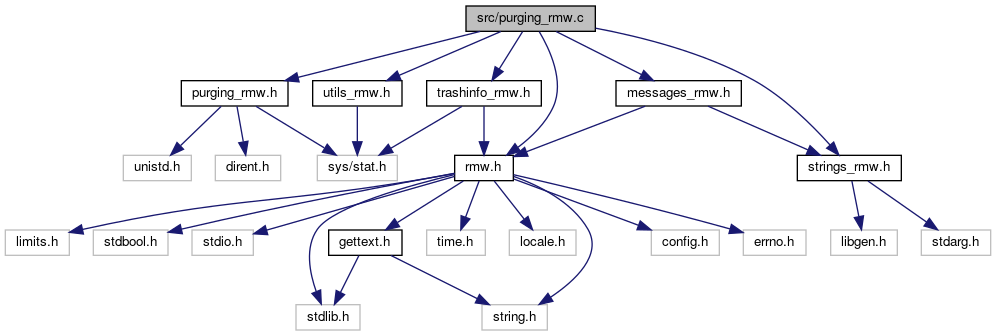 src/purging_rmw.c
purging_rmw.h
utils_rmw.h
trashinfo_rmw.h
messages_rmw.h
unistd.h
dirent.h
sys/stat.h
rmw.h
strings_rmw.h
limits.h
stdbool.h
stdio.h
gettext.h
time.h
locale.h
config.h
errno.h
libgen.h
stdarg.h
stdlib.h
string.h